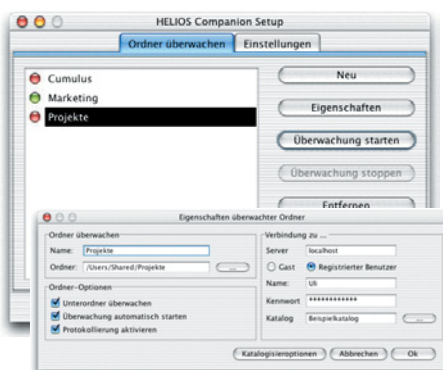 HELIOS Companion Setup
Ordner überwachen Einstellungen
Cumulus
Marketing
Projekte
Neu
Eigenschaften
Überwachung starten
Überwachung stoppen
Entfernen
Eigenschaften überwachter Ordner
Ordner überwachen
Name: Projekte
Ordner: /Users/Shared/Projekte ...
Ordner-Optionen
Unterordner überwachen
Überwachung automatisch starten
Protokollierung aktivieren
Verbindung zu ...
Server localhost
Gast Registrierter Benutzer
Name: Uli
Kennwort ************
Katalog Beispielkatalog ...
Katalogisieroptionen Abbrechen Ok